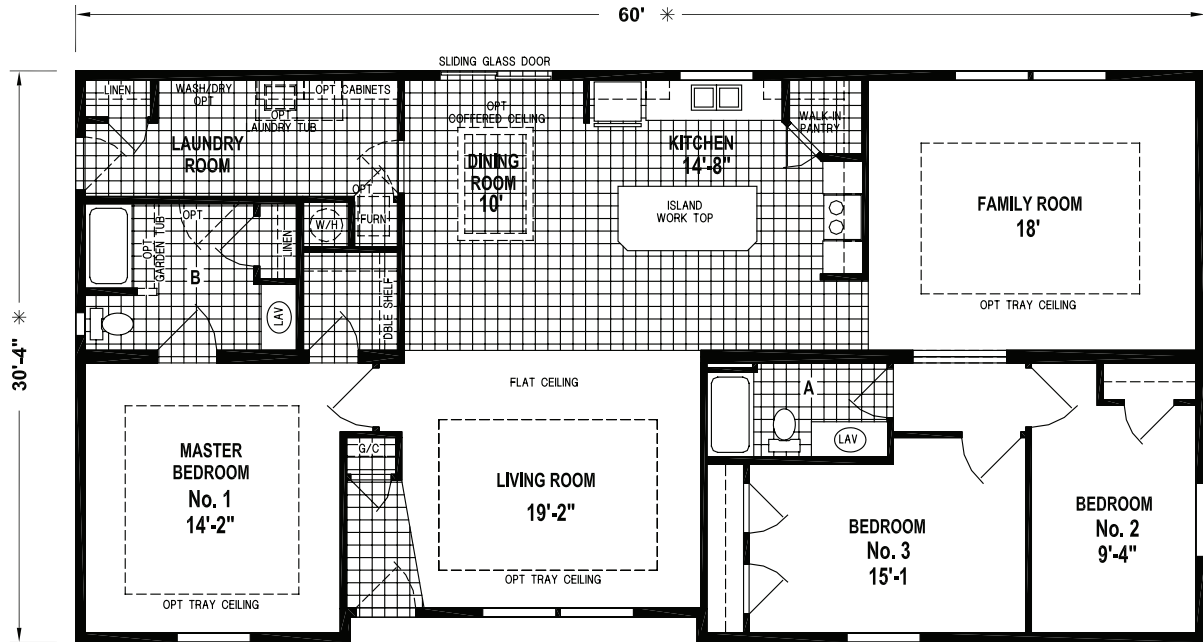 60' ✳
SLIDING GLASS DOOR
LINEN
WASH/DRY
OPT
OPT CABINETS
OPT
AUNDRY TUB
LAUNDRY
ROOM
OPT
COFFERED CEILING
DINING
ROOM
10'
KITCHEN
14'-8"
WALK-IN
PANTRY
ISLAND
WORK TOP
FAMILY ROOM
18'
OPT TRAY CEILING
30'-4" ✳
OPT
GARDEN TUB
OPT
B
LINEN
LAV
W/H
OPT
FURN
DBLE SHELF
FLAT CEILING
MASTER
BEDROOM
No. 1
14'-2"
OPT TRAY CEILING
G/C
LIVING ROOM
19'-2"
OPT TRAY CEILING
A
LAV
BEDROOM
No. 3
15'-1
BEDROOM
No. 2
9'-4"